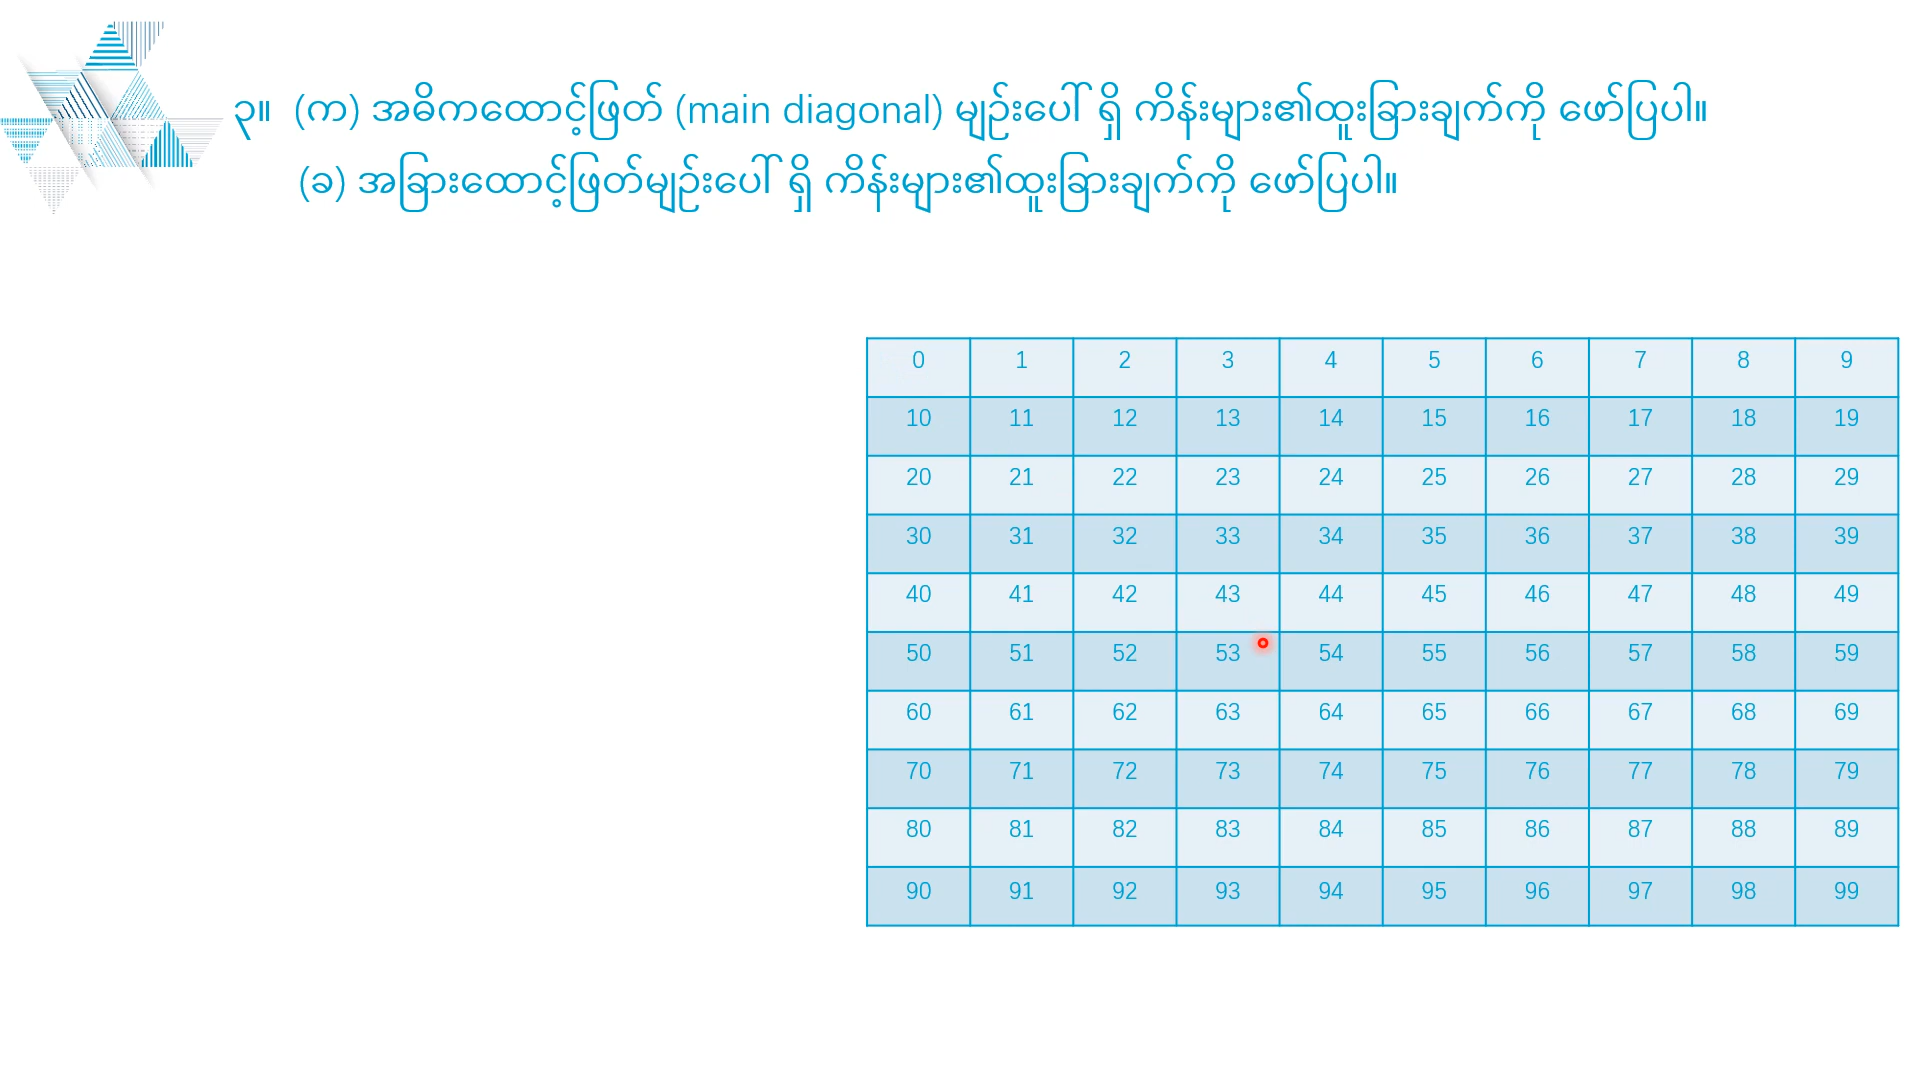 ၃။ (က) အဓိကထောင့်ဖြတ် (main diagonal) မျဉ်းပေါ် ရှိ ကိန်းများ၏ထူးခြားချက်ကို ဖော်ပြပါ။
(ခ) အခြားထောင့်ဖြတ်မျဉ်းပေါ် ရှိ ကိန်းများ၏ထူးခြားချက်ကို ဖော်ပြပါ။
0 1 2 3 4 5 6 7 8 9
10 11 12 13 14 15 16 17 18 19
20 21 22 23 24 25 26 27 28 29
30 31 32 33 34 35 36 37 38 39
40 41 42 43 44 45 46 47 48 49
50 51 52 53 54 55 56 57 58 59
60 61 62 63 64 65 66 67 68 69
70 71 72 73 74 75 76 77 78 79
80 81 82 83 84 85 86 87 88 89
90 91 92 93 94 95 96 97 98 99